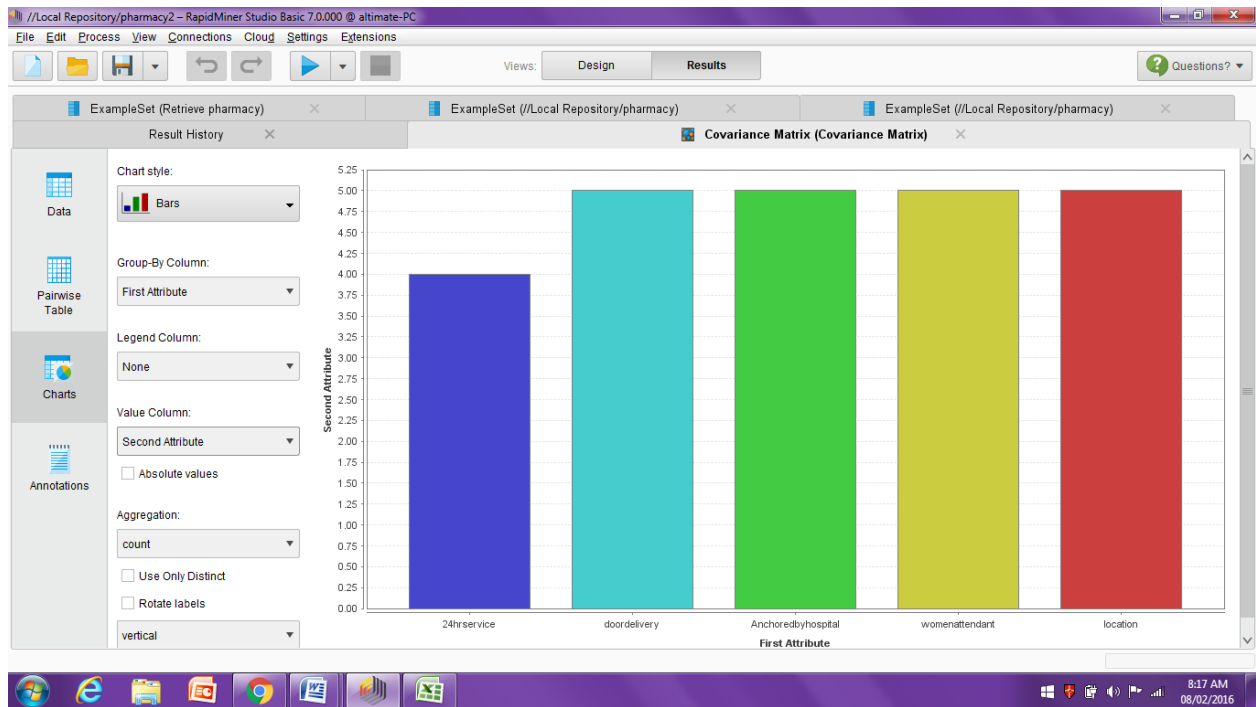 //Local Repository/pharmacy2 – RapidMiner Studio Basic 7.0.000 @ altimate-PC
File Edit Process View Connections Cloud Settings Extensions
Views: Design Results Questions?
ExampleSet (Retrieve pharmacy) ExampleSet (//Local Repository/pharmacy) ExampleSet (//Local Repository/pharmacy)
Result History Covariance Matrix (Covariance Matrix)
Data
Pairwise
Table
Charts
Annotations
Chart style:
Bars
Group-By Column:
First Attribute
Legend Column:
None
Value Column:
Second Attribute
Absolute values
Aggregation:
count
Use Only Distinct
Rotate labels
vertical
Second Attribute
5.25
5.00
4.75
4.50
4.25
4.00
3.75
3.50
3.25
3.00
2.75
2.50
2.25
2.00
1.75
1.50
1.25
1.00
0.75
0.50
0.25
0.00
24hrservice doordelivery Anchoredbyhospital womenattendant location
First Attribute
8:17 AM
08/02/2016